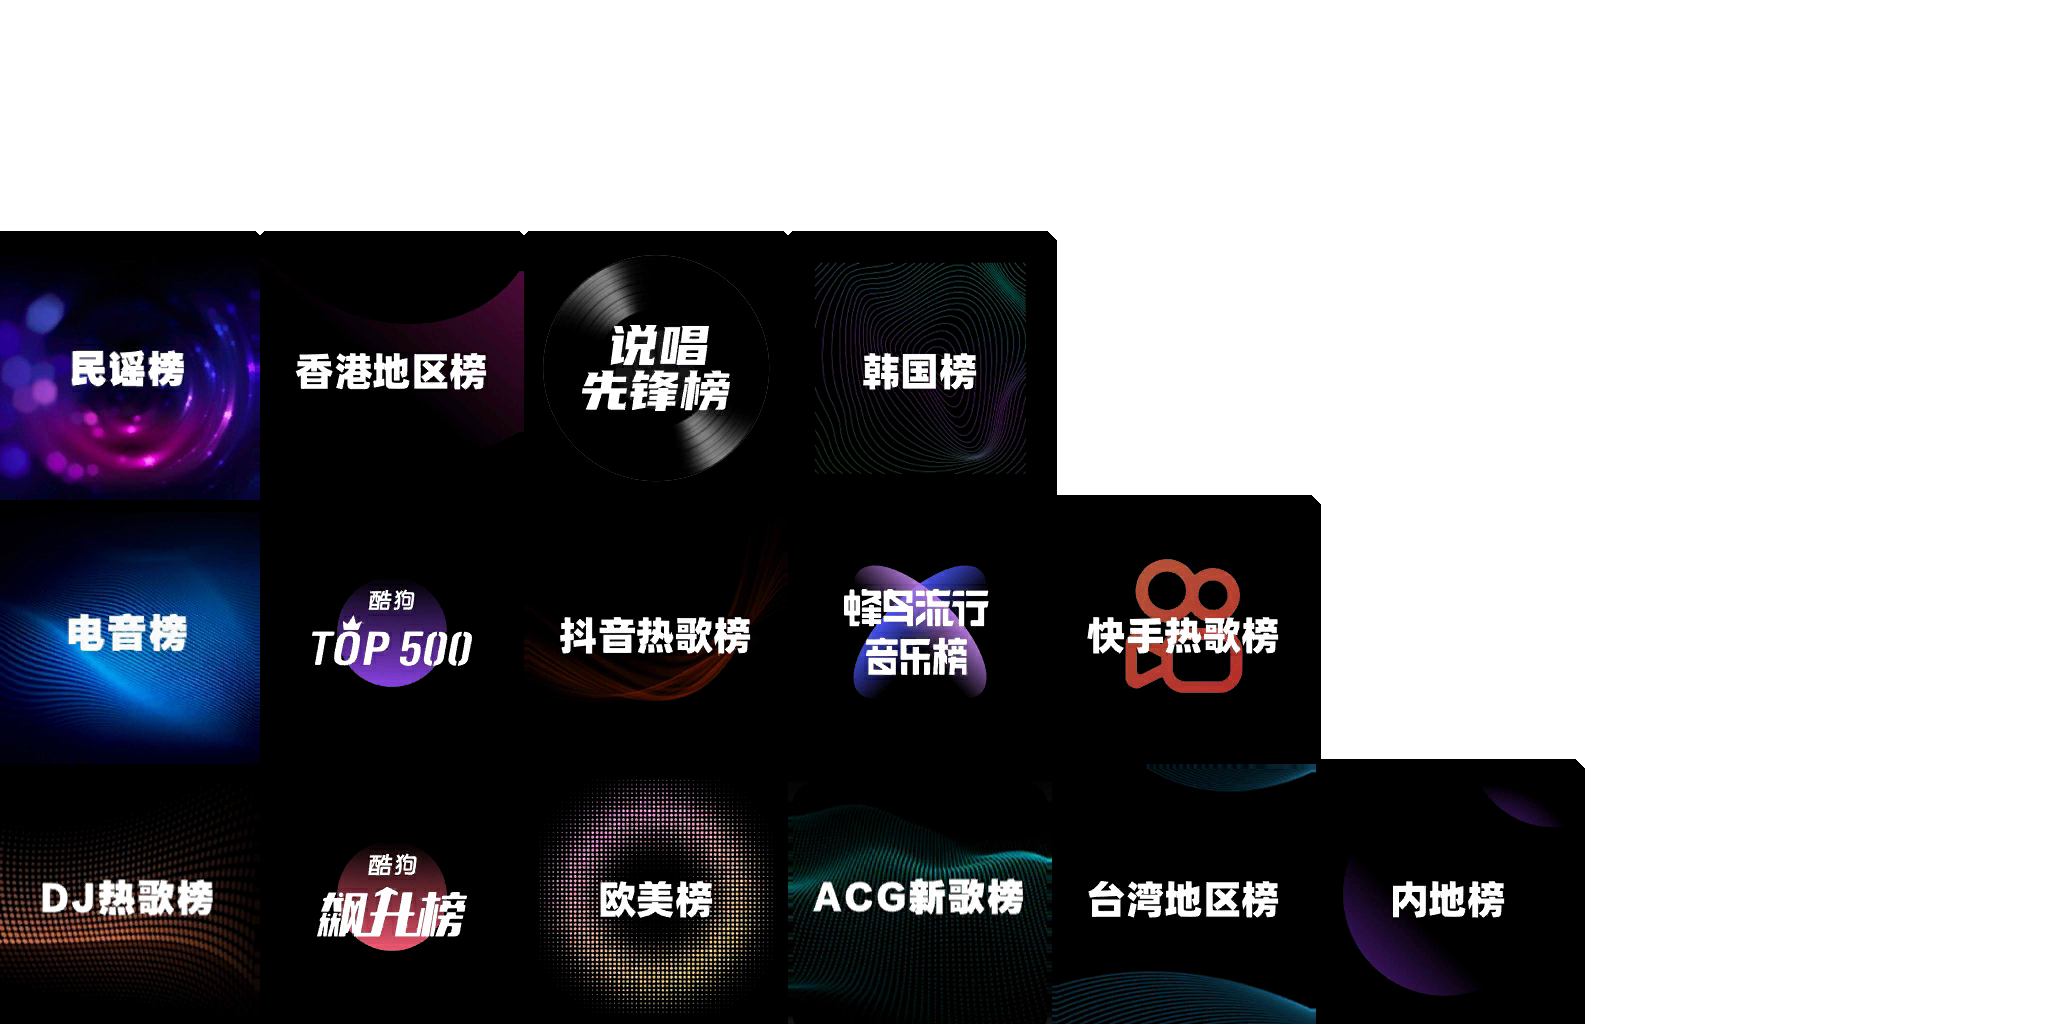 民谣榜
香港地区榜
说唱
先锋榜
韩国榜
电音榜
酷狗
TOP 500
抖音热歌榜
蜂鸟流行
音乐榜
快手热歌榜
DJ热歌榜
酷狗
飙升榜
欧美榜
ACG新歌榜
台湾地区榜
内地榜